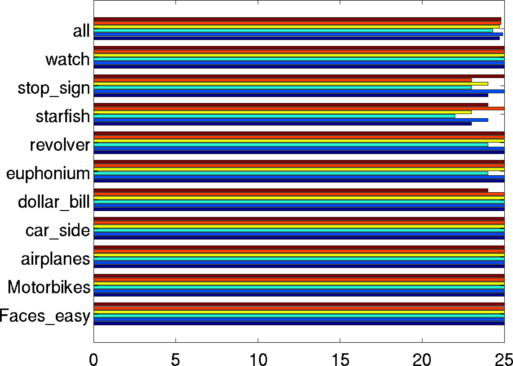 all
watch
stop_sign
starfish
revolver
euphonium
dollar_bill
car_side
airplanes
Motorbikes
Faces_easy
0 5 10 15 20 25